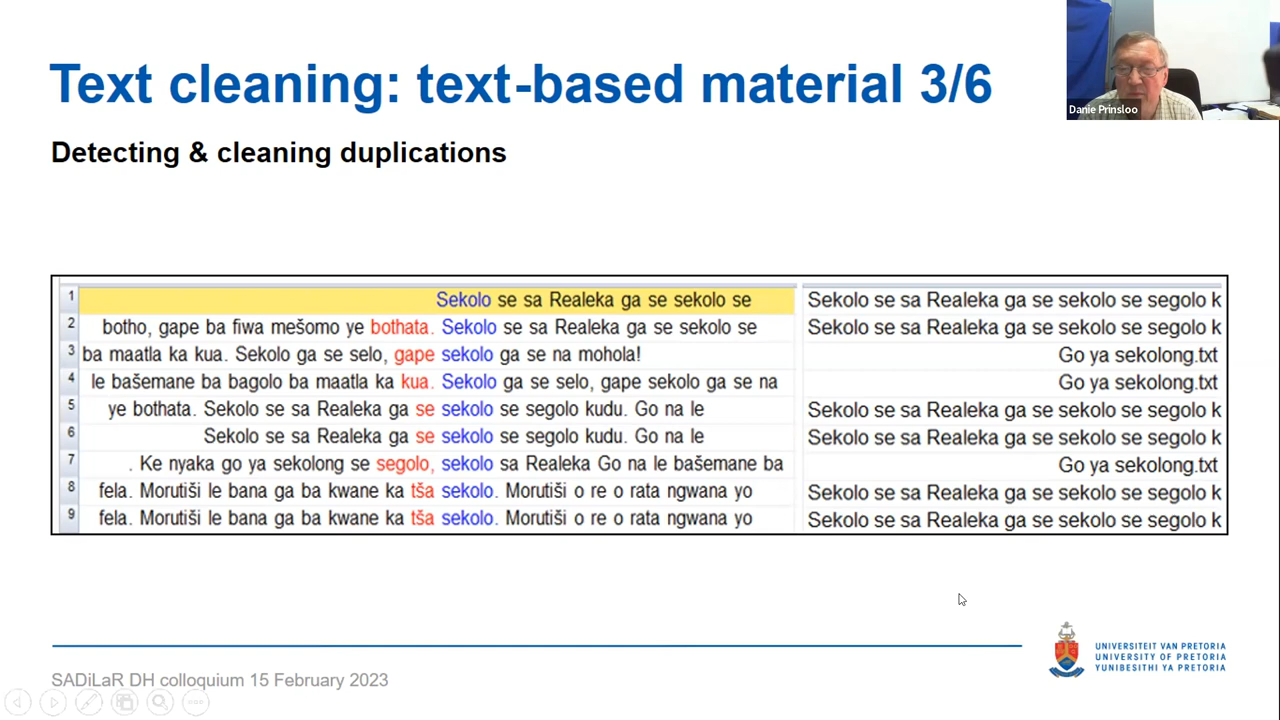 Text cleaning: text-based material 3/6
Danie Prinsloo
Detecting & cleaning duplications
1 Sekolo se sa Realeka ga se sekolo se Sekolo se sa Realeka ga se sekolo se segolo k
2 botho, gape ba fiwa mešomo ye bothata. Sekolo se sa Realeka ga se sekolo se Sekolo se sa Realeka ga se sekolo se segolo k
3 ba maatla ka kua. Sekolo ga se selo, gape sekolo ga se na mohola! Go ya sekolong.txt
4 le bašemane ba bagolo ba maatla ka kua. Sekolo ga se selo, gape sekolo ga se na Go ya sekolong.txt
5 ye bothata. Sekolo se sa Realeka ga se sekolo se segolo kudu. Go na le Sekolo se sa Realeka ga se sekolo se segolo k
6 Sekolo se sa Realeka ga se sekolo se segolo kudu. Go na le Sekolo se sa Realeka ga se sekolo se segolo k
7 . Ke nyaka go ya sekolong se segolo, sekolo sa Realeka Go na le bašemane ba Go ya sekolong.txt
8 fela. Morutiši le bana ga ba kwane ka tša sekolo. Morutiši o re o rata ngwana yo Sekolo se sa Realeka ga se sekolo se segolo k
9 fela. Morutiši le bana ga ba kwane ka tša sekolo. Morutiši o re o rata ngwana yo Sekolo se sa Realeka ga se sekolo se segolo k
UNIVERSITEIT VAN PRETORIA
UNIVERSITY OF PRETORIA
YUNIBESITHI YA PRETORIA
SADiLaR DH colloquium 15 February 2023